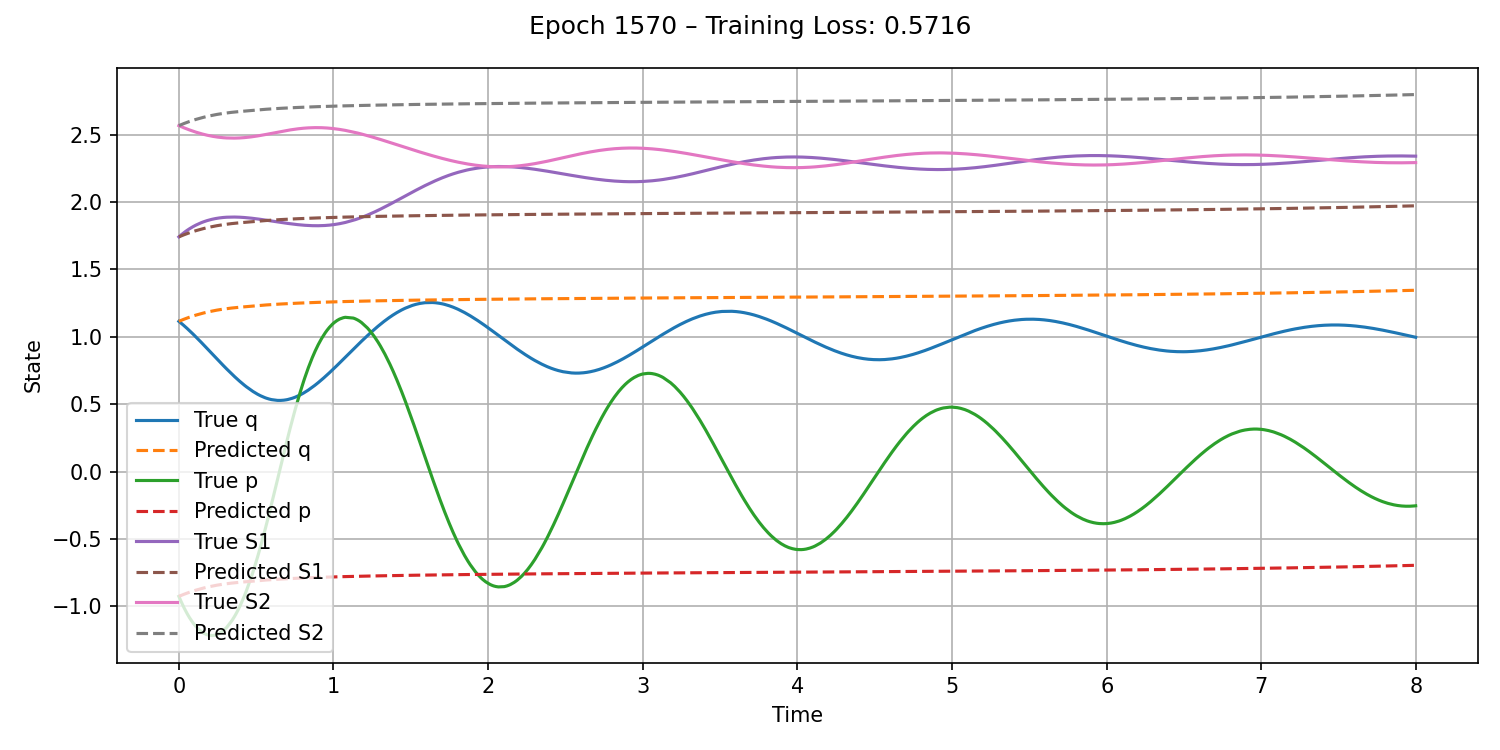 Epoch 1570 – Training Loss: 0.5716
2.5
2.0
1.5
1.0
0.5
0.0
−0.5
−1.0
State
True q
Predicted q
True p
Predicted p
True S1
Predicted S1
True S2
Predicted S2
0 1 2 3 4 5 6 7 8
Time